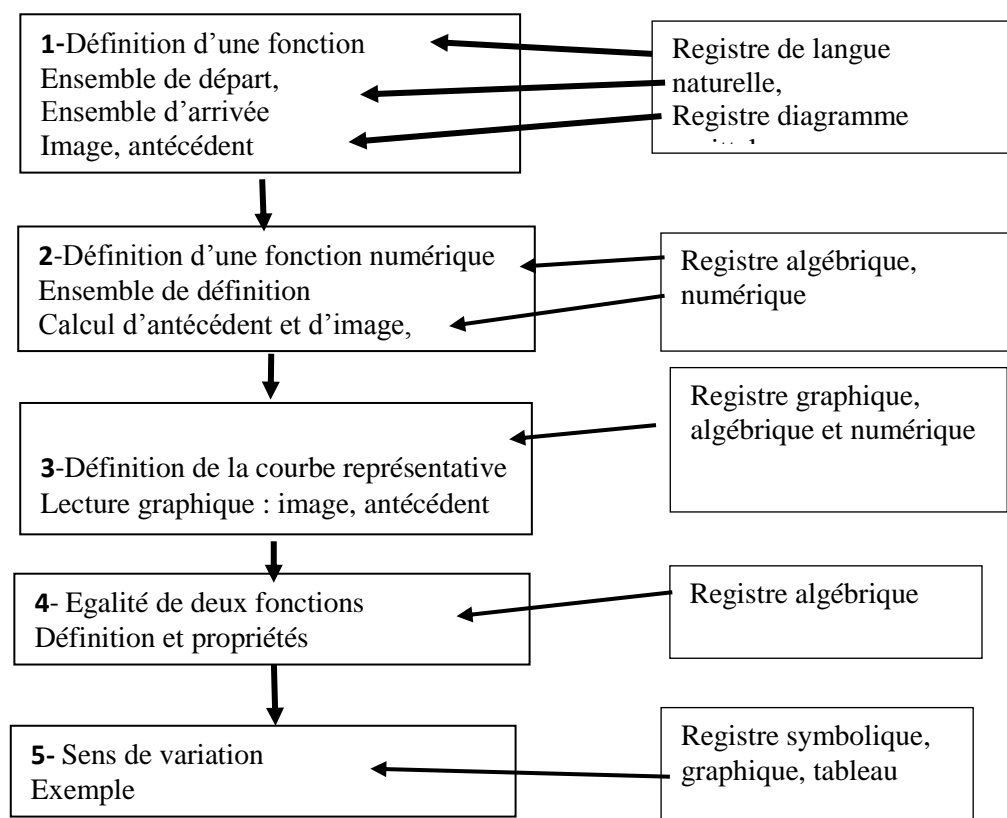 1-Définition d’une fonction
Ensemble de départ,
Ensemble d’arrivée
Image, antécédent
Registre de langue
naturelle,
Registre diagramme
2-Définition d’une fonction numérique
Ensemble de définition
Calcul d’antécédent et d’image,
Registre algébrique,
numérique
3-Définition de la courbe représentative
Lecture graphique : image, antécédent
Registre graphique,
algébrique et numérique
4- Egalité de deux fonctions
Définition et propriétés
Registre algébrique
5- Sens de variation
Exemple
Registre symbolique,
graphique, tableau